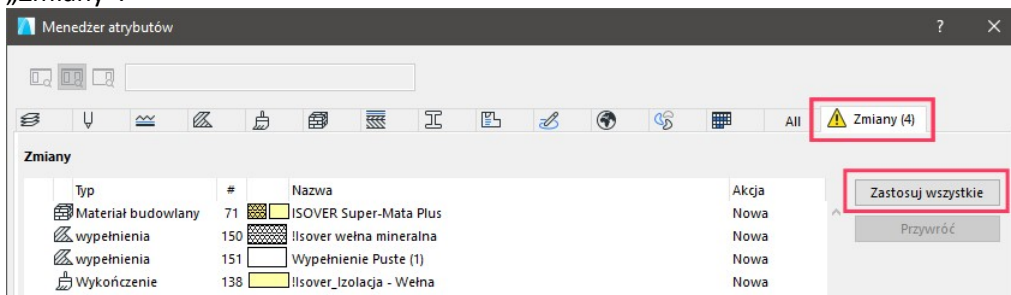 „Zmiany”.
Menedżer atrybutów ? X
All Zmiany (4)
Zmiany
Typ # Nazwa Akcja
Zastosuj wszystkie
Materiał budowlany 71 ISOVER Super-Mata Plus Nowa
Przywróć
wypełnienia 150 !Isover wełna mineralna Nowa
wypełnienia 151 Wypełnienie Puste (1) Nowa
Wykończenie 138 !Isover_Izolacja - Wełna Nowa